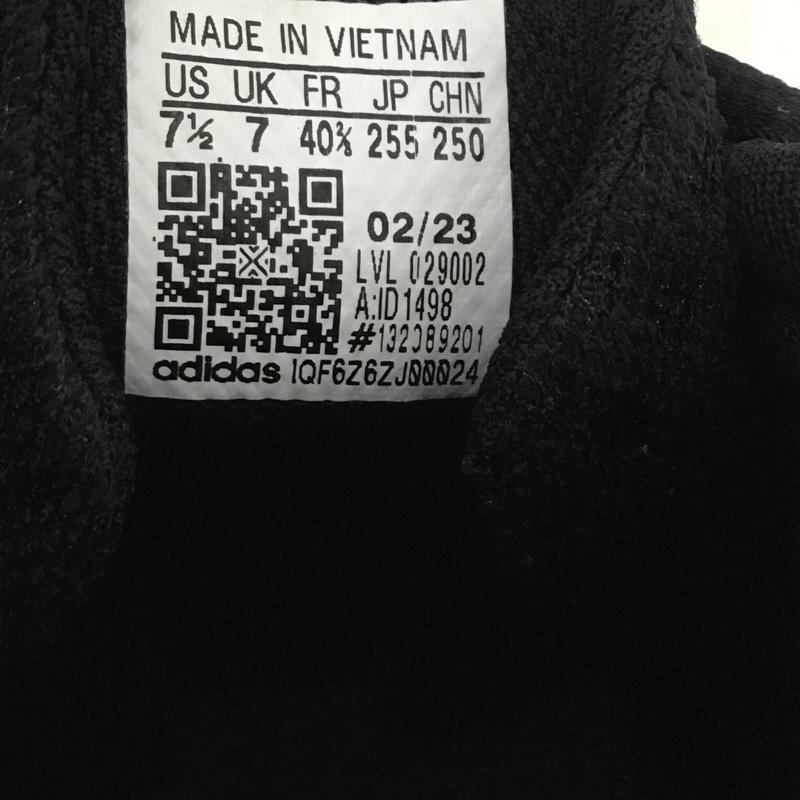 MADE IN VIETNAM
US UK FR JP CHN
7½ 7 40⅔ 255 250
02/23
LVL 029002
A:ID1498
#132089201
adidas 1QF6Z6ZJ00024